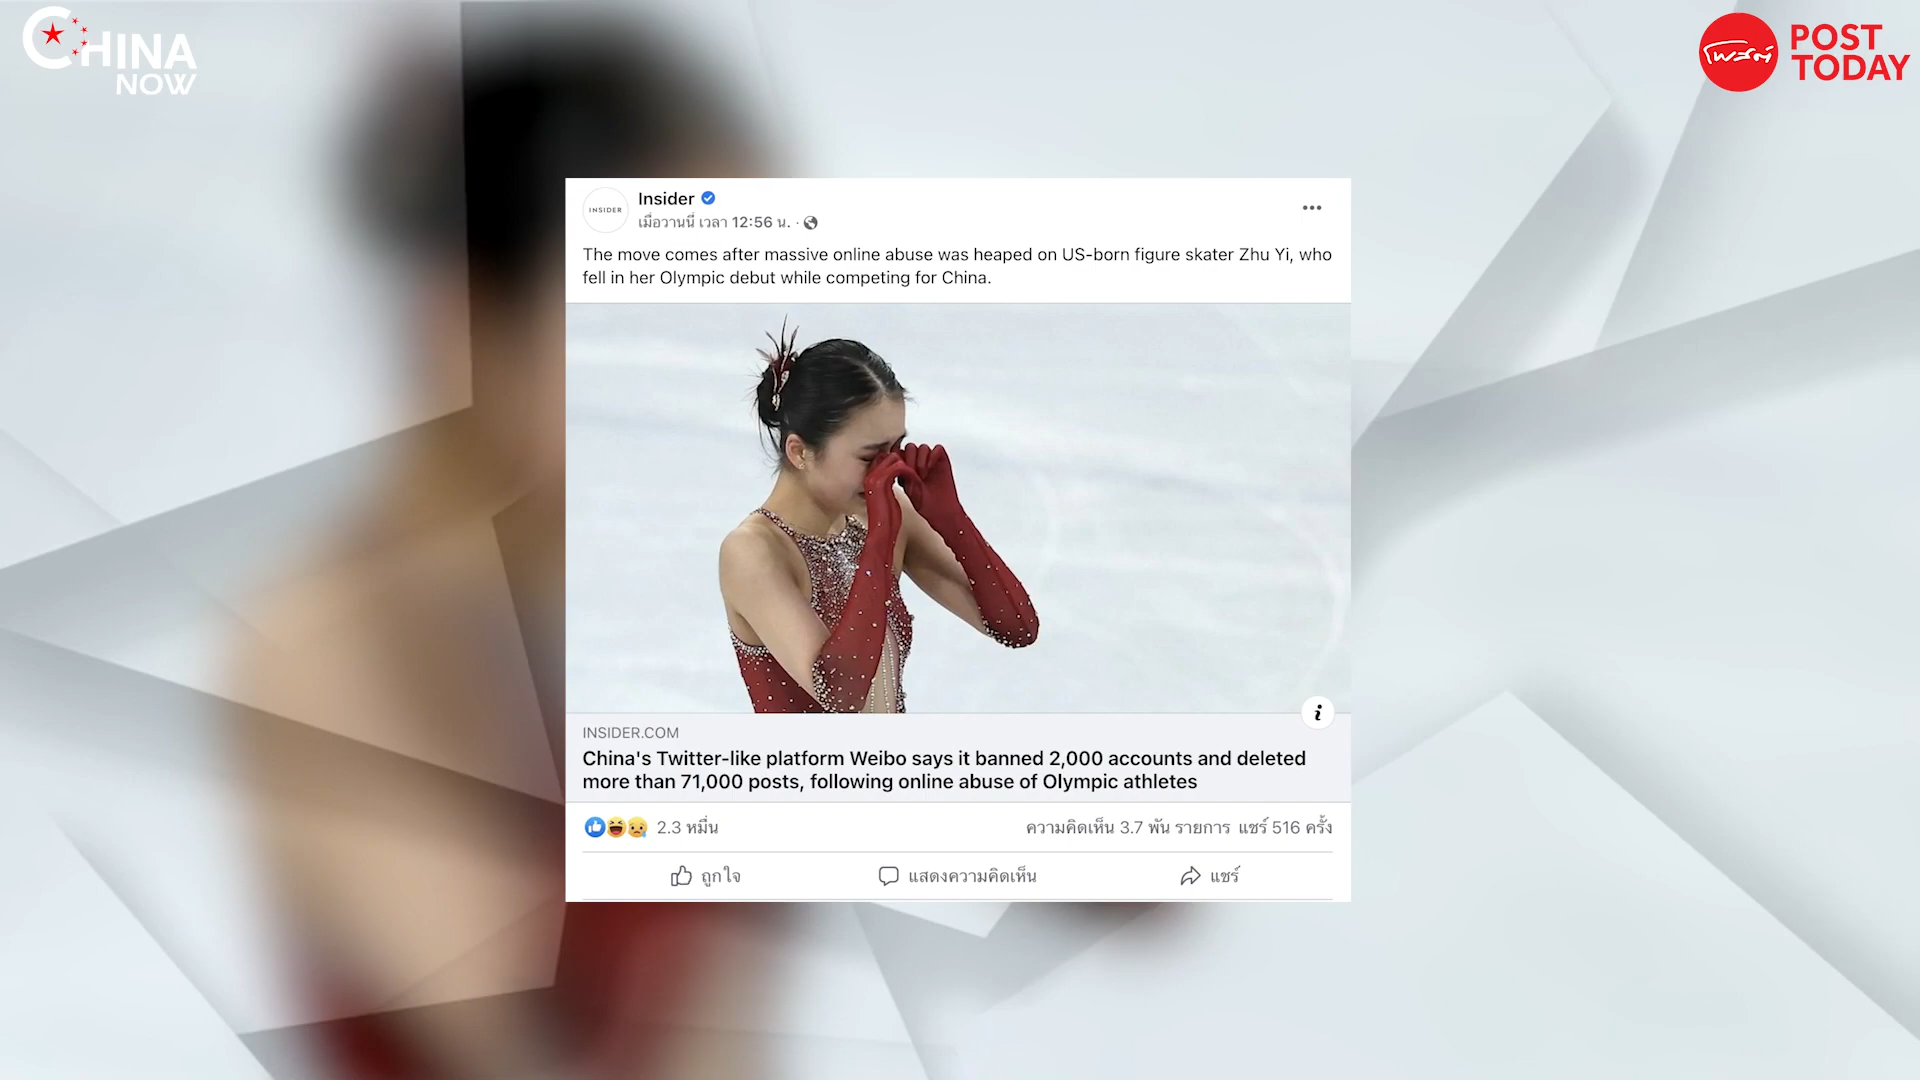 CHINA
NOW
โพสต์
POST
TODAY
INSIDER
Insider
เมื่อวานนี้ เวลา 12:56 น. ·
The move comes after massive online abuse was heaped on US-born figure skater Zhu Yi, who
fell in her Olympic debut while competing for China.
INSIDER.COM
China's Twitter-like platform Weibo says it banned 2,000 accounts and deleted
more than 71,000 posts, following online abuse of Olympic athletes
2.3 หมื่น
ความคิดเห็น 3.7 พัน รายการ แชร์ 516 ครั้ง
ถูกใจ
แสดงความคิดเห็น
แชร์